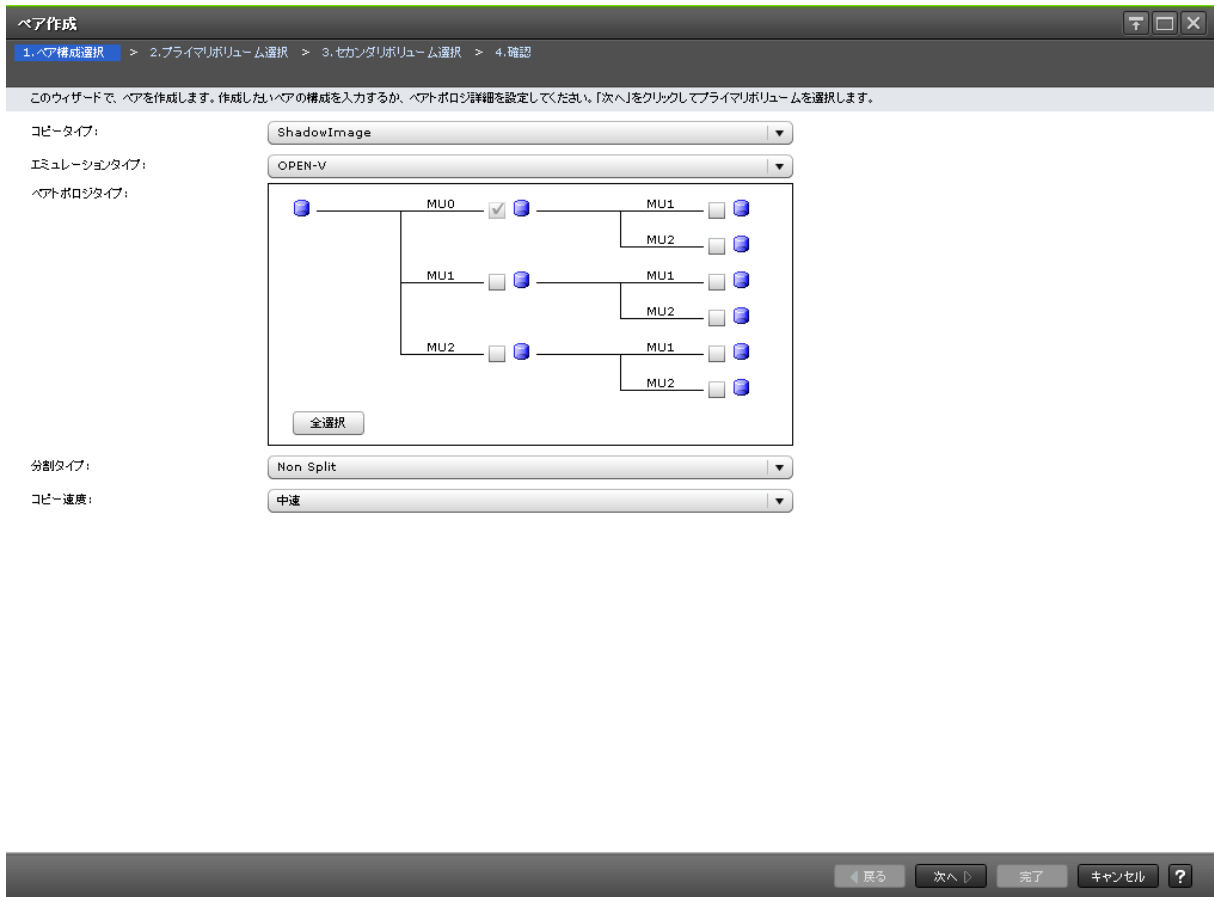 ペア作成
1.ペア構成選択 > 2.プライマリボリューム選択 > 3.セカンダリボリューム選択 > 4.確認
このウィザードで、ペアを作成します。作成したいペアの構成を入力するか、ペアトポロジ詳細を設定してください。「次へ」をクリックしてプライマリボリュームを選択します。
コピータイプ: ShadowImage
エミュレーションタイプ: OPEN-V
ペアトポロジタイプ:
MU0 MU1
MU2
MU1 MU1
MU2
MU2 MU1
MU2
全選択
分割タイプ: Non Split
コピー速度: 中速
戻る 次へ 完了 キャンセル ?